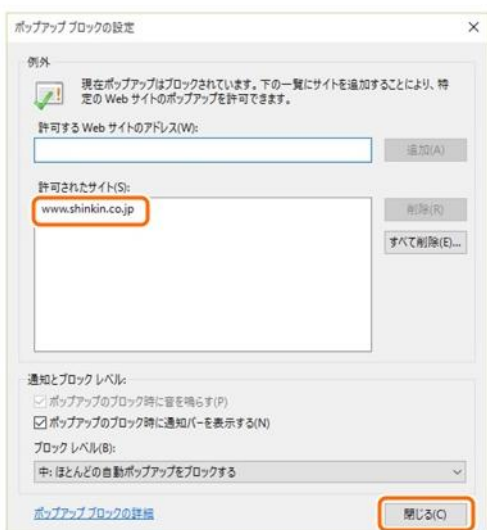 ポップアップ ブロックの設定
例外
現在ポップアップはブロックされています。下の一覧にサイトを追加することにより、特
定の Web サイトのポップアップを許可できます。
許可する Web サイトのアドレス(W):
追加(A)
許可されたサイト(S):
www.shinkin.co.jp
削除(R)
すべて削除(E)...
通知とブロック レベル:
ポップアップのブロック時に音を鳴らす(P)
ポップアップのブロック時に通知バーを表示する(N)
ブロック レベル(B):
中: ほとんどの自動ポップアップをブロックする
ポップアップ ブロックの詳細
閉じる(C)